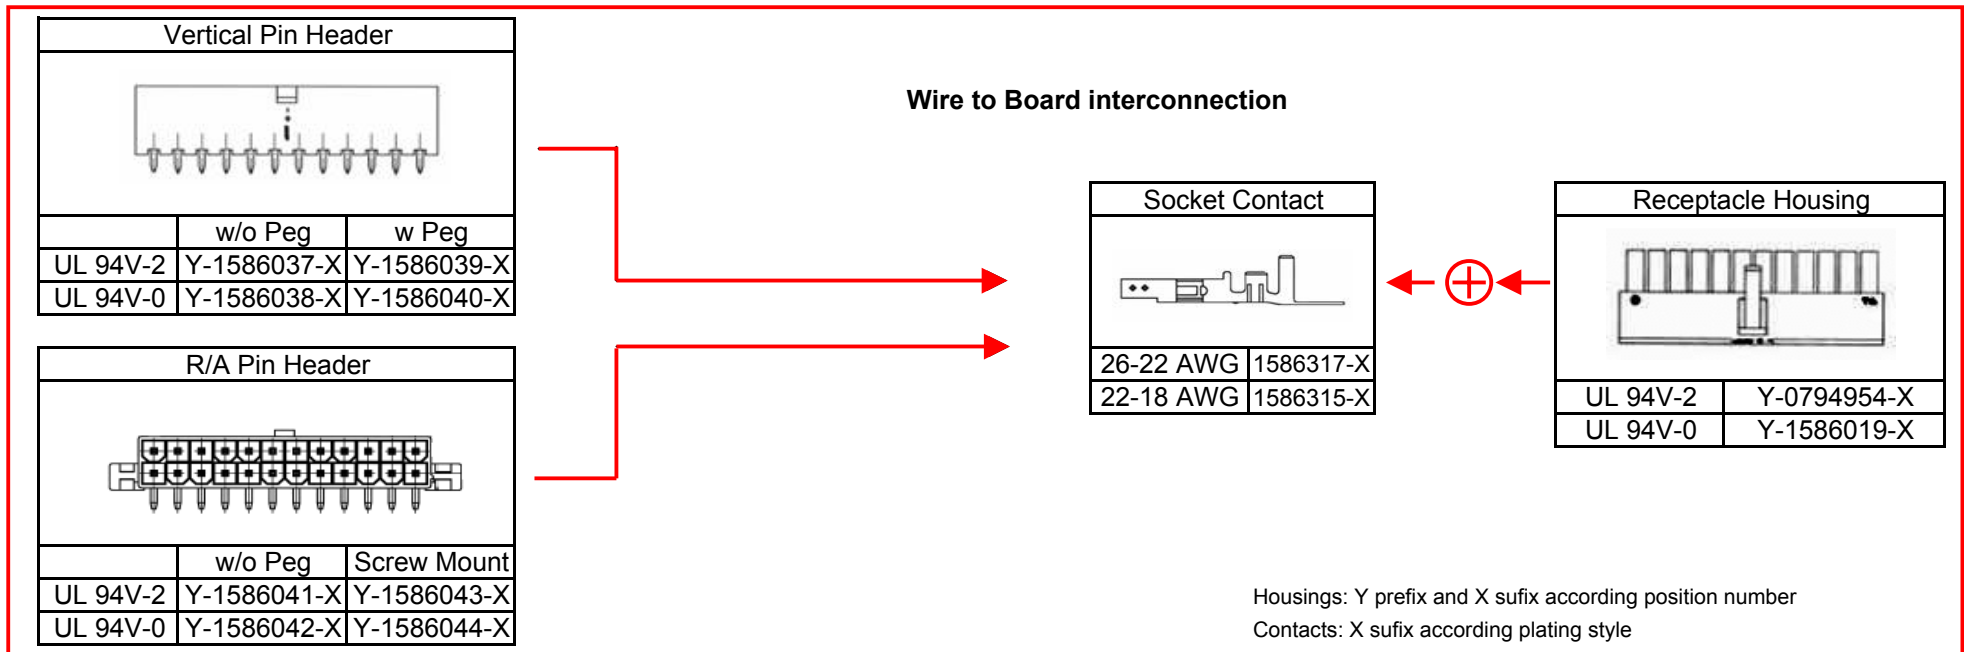 Vertical Pin Header
w/o Peg w Peg
UL 94V-2 Y-1586037-X Y-1586039-X
UL 94V-0 Y-1586038-X Y-1586040-X
R/A Pin Header
w/o Peg Screw Mount
UL 94V-2 Y-1586041-X Y-1586043-X
UL 94V-0 Y-1586042-X Y-1586044-X
Wire to Board interconnection
Socket Contact
26-22 AWG 1586317-X
22-18 AWG 1586315-X
Receptacle Housing
UL 94V-2 Y-0794954-X
UL 94V-0 Y-1586019-X
Housings: Y prefix and X sufix according position number
Contacts: X sufix according plating style